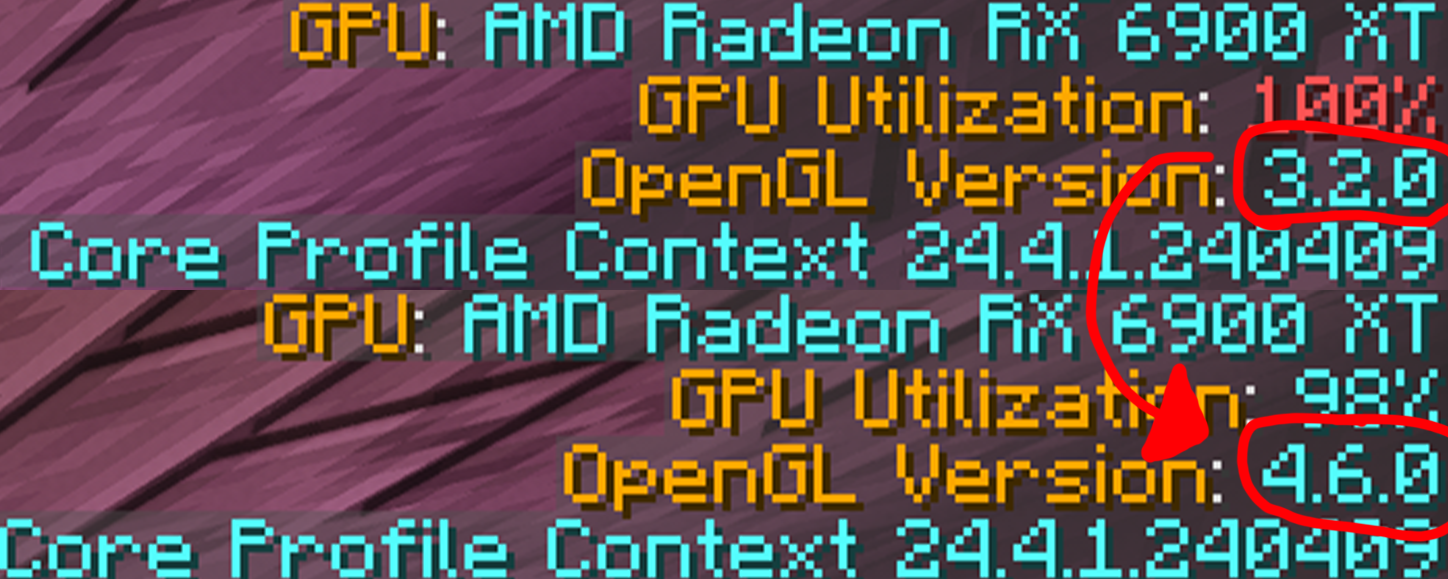 GPU: AMD Radeon RX 6900 XT
GPU Utilization: 100%
OpenGL Version: 3.2.0
Core Profile Context 24.4.1.240409
GPU: AMD Radeon RX 6900 XT
GPU Utilization: 98%
OpenGL Version: 4.6.0
Core Profile Context 24.4.1.240409